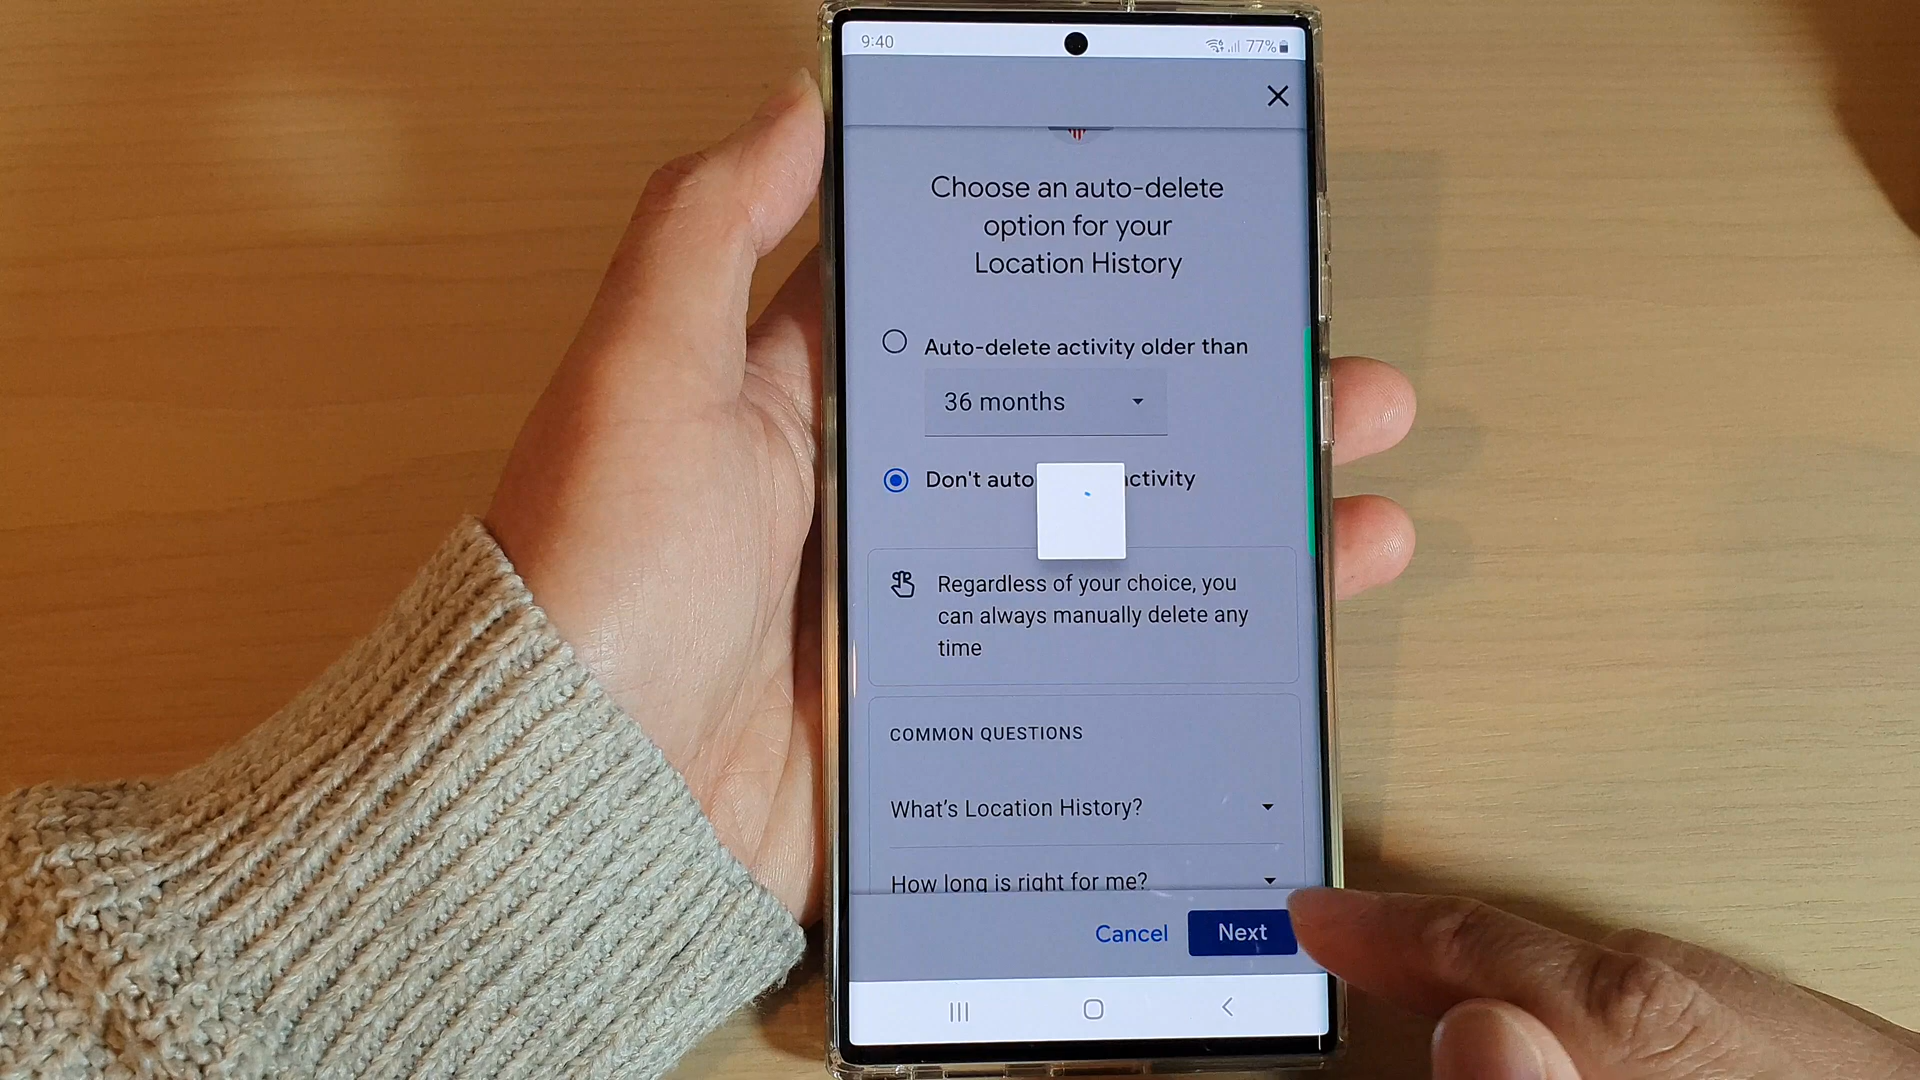 9:40
77%
Choose an auto-delete
option for your
Location History
Auto-delete activity older than
36 months
Don't auto ctivity
Regardless of your choice, you
can always manually delete any
time
COMMON QUESTIONS
What's Location History?
How long is right for me?
Cancel
Next